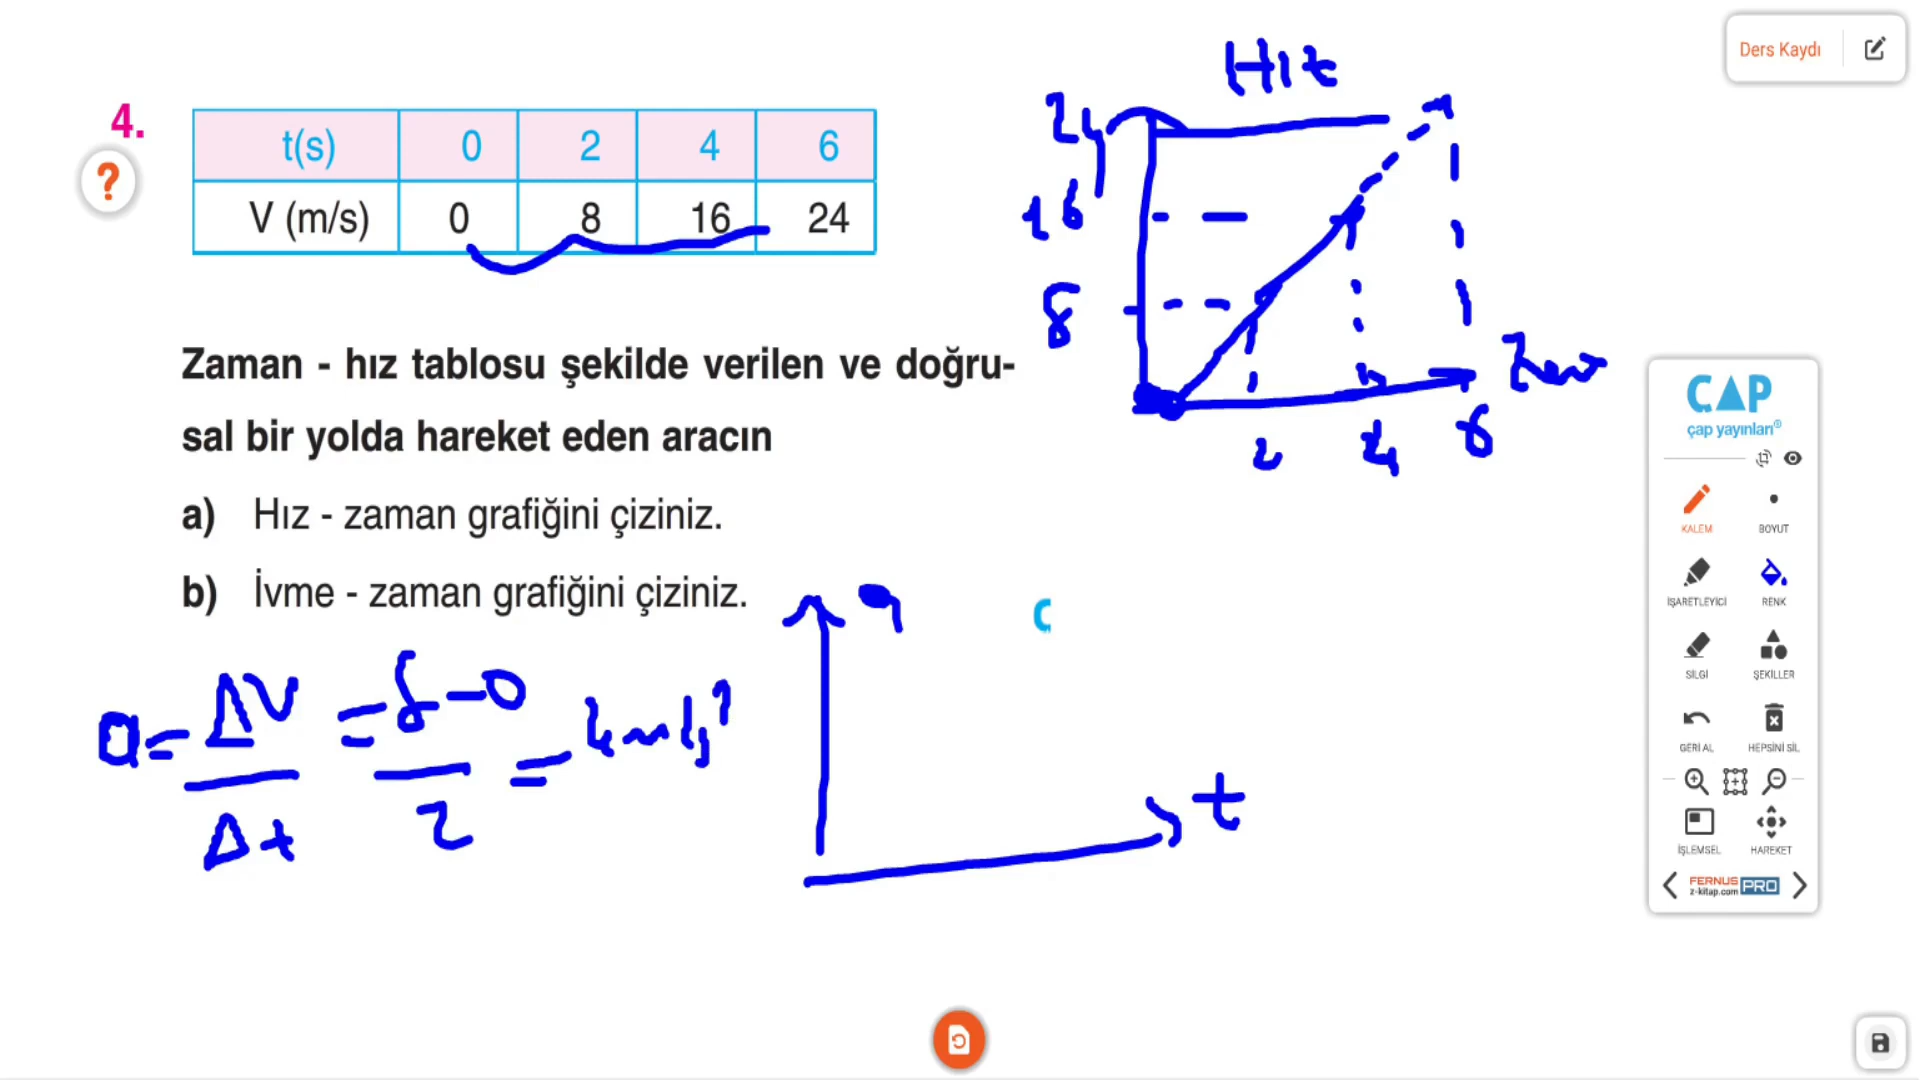 Ders Kaydı
4.
t(s) 0 2 4 6
V (m/s) 0 8 16 24
?
Zaman - hız tablosu şekilde verilen ve doğru-
sal bir yolda hareket eden aracın
a) Hız - zaman grafiğini çiziniz.
b) İvme - zaman grafiğini çiziniz.
Hız
24
16
8
2 4 6
a = ΔV = 8-0 = 4 m/s²
Δt 2
a
t
Ç
ÇAP
çap yayınları
KALEM BOYUT
İŞARETLEYİCİ RENK
SİLGİ ŞEKİLLER
GERİ AL HEPSİNİ SİL
İŞLEMSEL HAREKET
FERNUS PRO
z-kitap.com